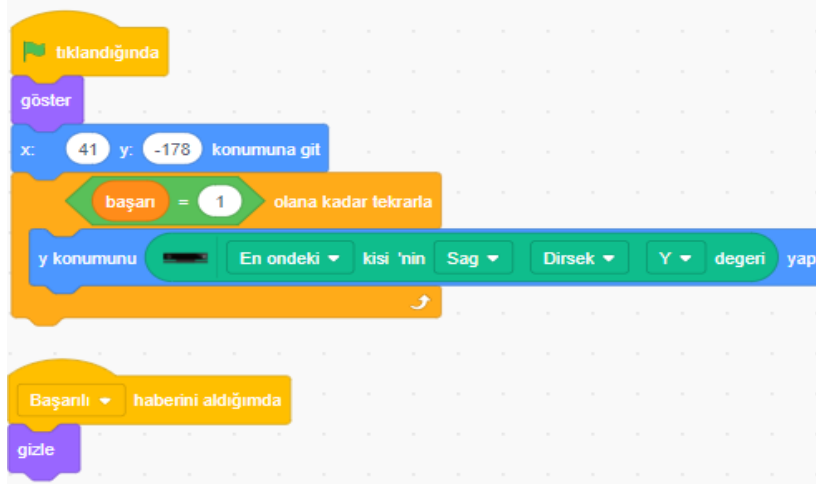 tıklandığında
göster
x: 41 y: -178 konumuna git
başarı = 1 olana kadar tekrarla
y konumunu En ondeki kisi 'nin Sag Dirsek Y degeri yap
Başarılı haberini aldığımda
gizle